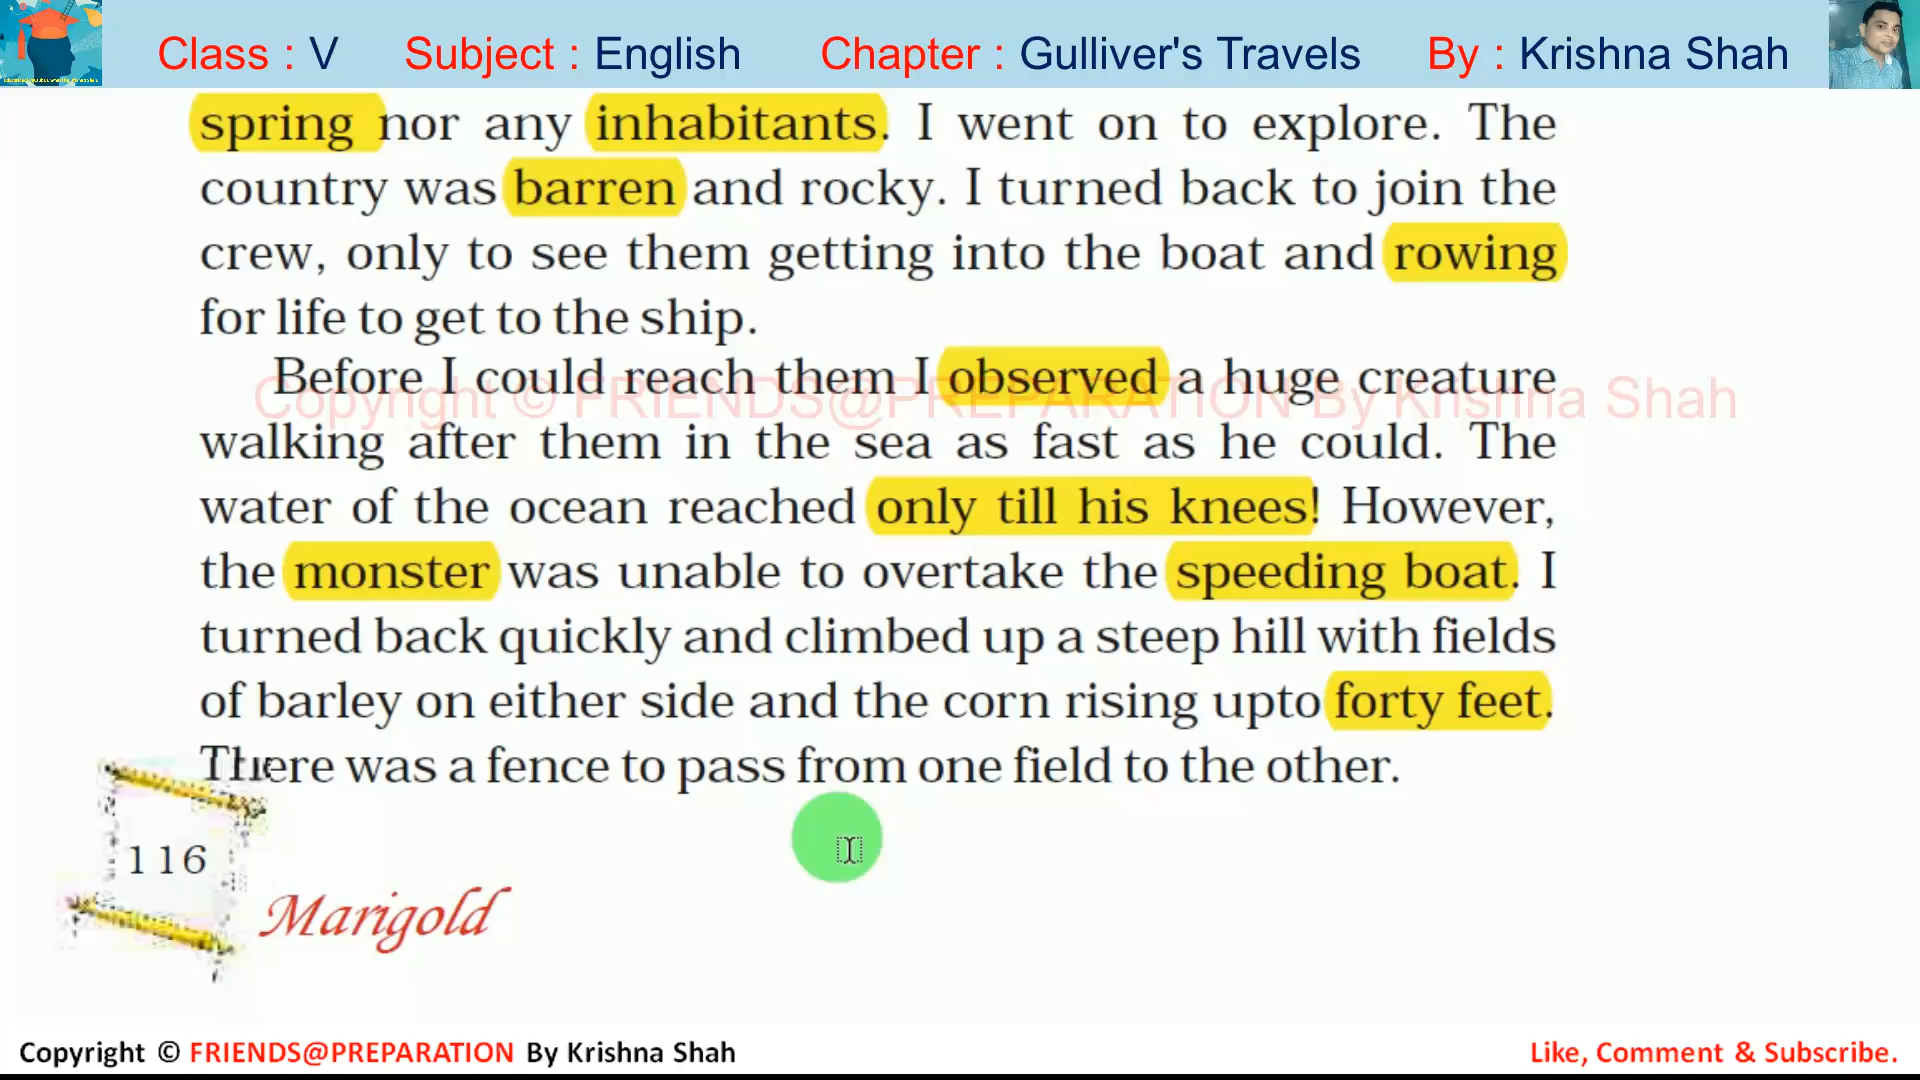 Class : V Subject : English Chapter : Gulliver's Travels By : Krishna Shah
spring nor any inhabitants. I went on to explore. The
country was barren and rocky. I turned back to join the
crew, only to see them getting into the boat and rowing
for life to get to the ship.
Before I could reach them I observed a huge creature
Copyright © FRIENDS@PREPARATION By Krishna Shah
walking after them in the sea as fast as he could. The
water of the ocean reached only till his knees! However,
the monster was unable to overtake the speeding boat. I
turned back quickly and climbed up a steep hill with fields
of barley on either side and the corn rising upto forty feet.
There was a fence to pass from one field to the other.
116
Marigold
Copyright © FRIENDS@PREPARATION By Krishna Shah
Like, Comment & Subscribe.